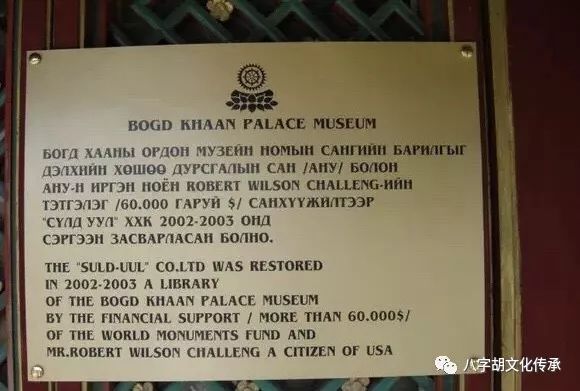 BOGD KHAAN PALACE MUSEUM
БОГД ХААНЫ ОРДОН МУЗЕЙН НОМЫН САНГИЙН БАРИЛГЫГ
ДЭЛХИЙН ХӨШӨӨ ДУРСГАЛЫН САН /АНУ/ БОЛОН
АНУ-Н ИРГЭН НОЁН ROBERT WILSON CHALLENG-ИЙН
ТЭТГЭЛЭГ /60.000 ГАРУЙ $/ САНХҮҮЖИЛТЭЭР
"СҮЛД УУЛ" ХХК 2002-2003 ОНД
СЭРГЭЭН ЗАСВАРЛАСАН БОЛНО.
THE "SULD-UUL" CO.LTD WAS RESTORED
IN 2002-2003 A LIBRARY
OF THE BOGD KHAAN PALACE MUSEUM
BY THE FINANCIAL SUPPORT / MORE THAN 60.000$/
OF THE WORLD MONUMENTS FUND AND
MR.ROBERT WILSON CHALLENG A CITIZEN OF USA
八字胡文化传承